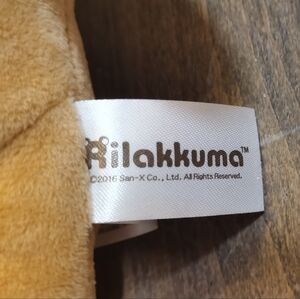 Rilakkuma™
©2016 San-X Co., Ltd. All Rights Reserved.